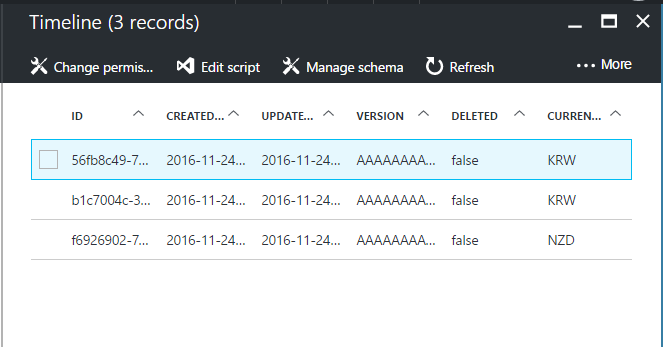 Timeline (3 records)
Change permis... Edit script Manage schema Refresh ... More
ID CREATED... UPDATE... VERSION DELETED CURREN...
56fb8c49-7... 2016-11-24... 2016-11-24... AAAAAAAA... false KRW
b1c7004c-3... 2016-11-24... 2016-11-24... AAAAAAAA... false KRW
f6926902-7... 2016-11-24... 2016-11-24... AAAAAAAA... false NZD